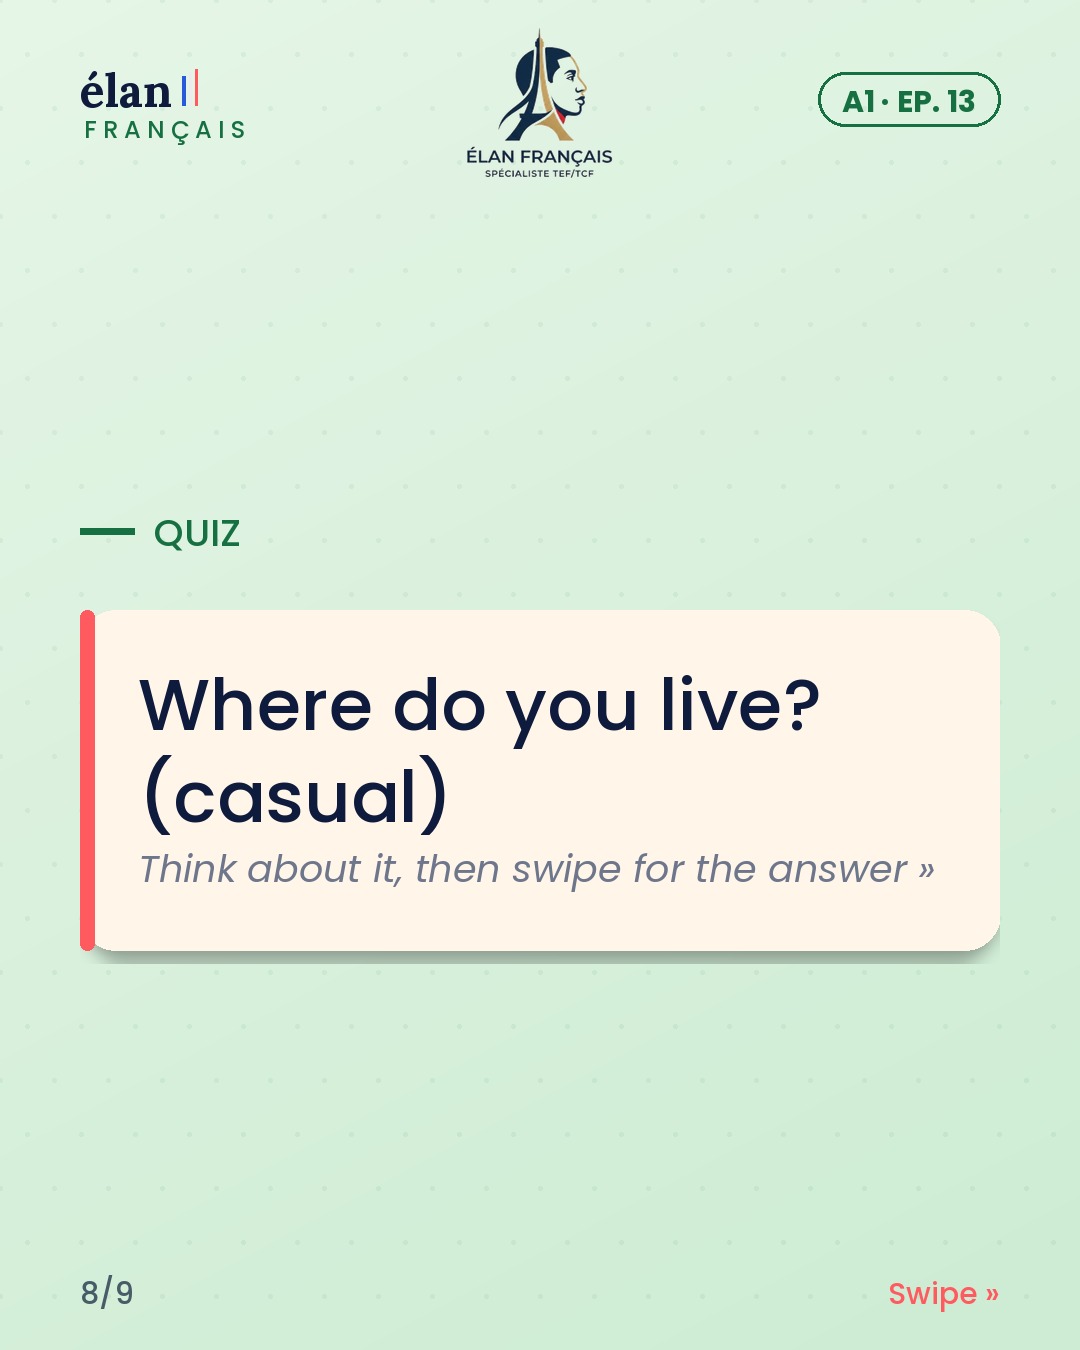 élan
FRANÇAIS
ÉLAN FRANÇAIS
SPÉCIALISTE TEF/TCF
A1 · EP. 13
QUIZ
Where do you live?
(casual)
Think about it, then swipe for the answer »
8/9
Swipe »